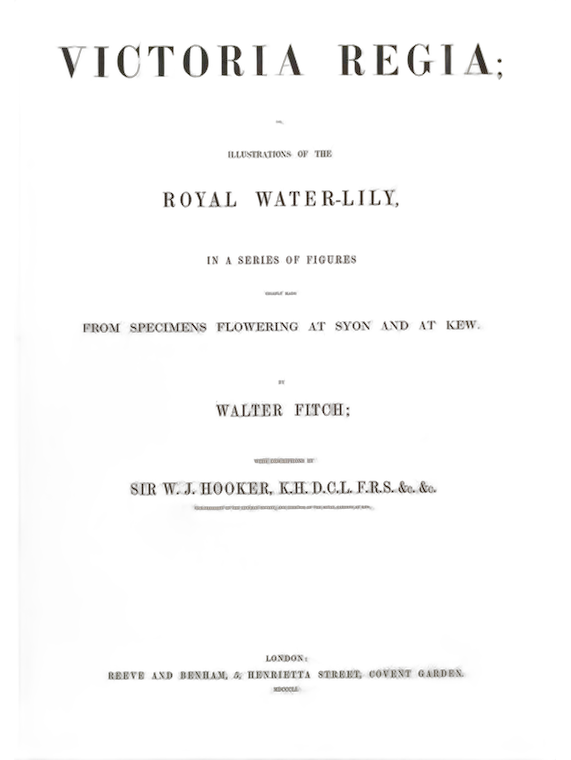 VICTORIA REGIA;
OR,
ILLUSTRATIONS OF THE
ROYAL WATER-LILY,
IN A SERIES OF FIGURES
MADE
FROM SPECIMENS FLOWERING AT SYON AND AT KEW.
BY
WALTER FITCH;
WITH DESCRIPTIONS BY
SIR W. J. HOOKER, K.H. D.C.L. F.R.S. &c. &c.
LONDON:
REEVE AND BENHAM, 5, HENRIETTA STREET, COVENT GARDEN.
MDCCCLI.